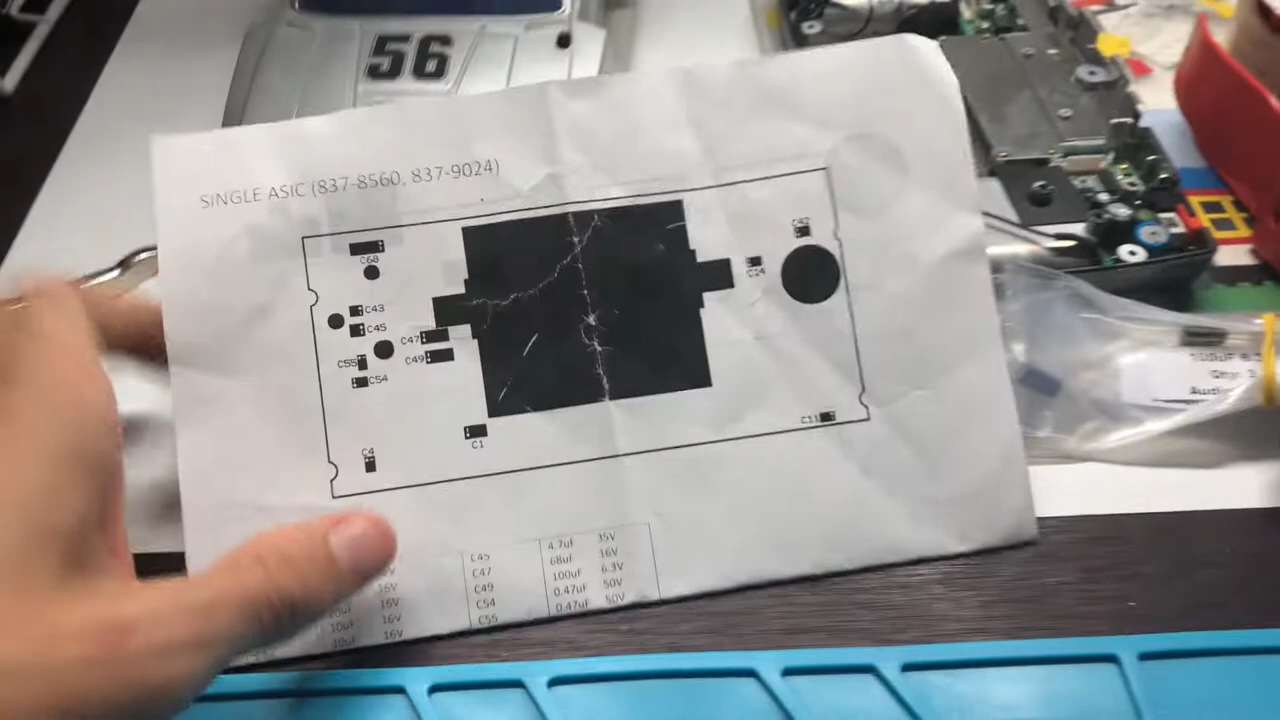 56
SINGLE ASIC (837-8560, 837-9024)
C68
C42
C24
C43
C45
C47
C49
C55
C54
C1
C11
C4
C45 4.7uF 35V
C47 68uF 16V
16V C49 100uF 6.3V
16V C54 0.47uF 50V
10uF 16V C55 0.47uF 50V
10uF 16V